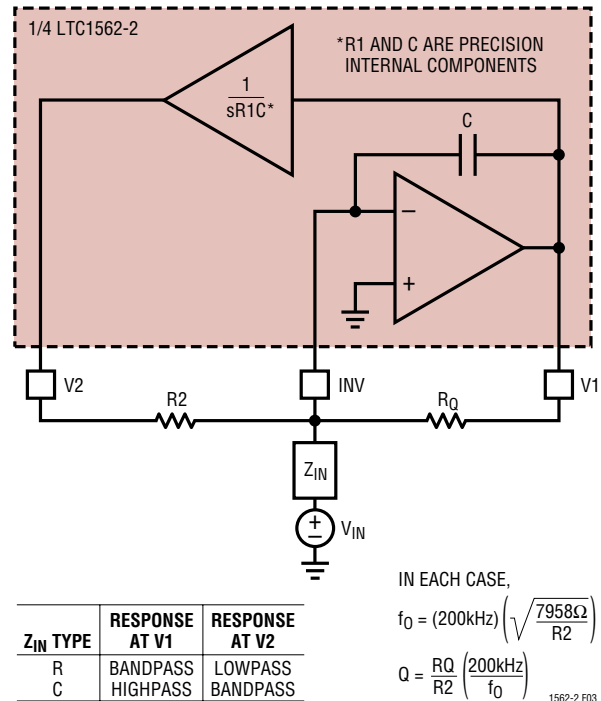 1/4 LTC1562-2
*R1 AND C ARE PRECISION
INTERNAL COMPONENTS
1
sR1C*
C
−
+
V2
INV
V1
R2
RQ
ZIN
+
−
VIN
IN EACH CASE,
fO = (200kHz) (√7958Ω/R2)
Q = RQ/R2 (200kHz/fO)
ZIN TYPE RESPONSE AT V1 RESPONSE AT V2
R BANDPASS LOWPASS
C HIGHPASS BANDPASS
1562-2 F03